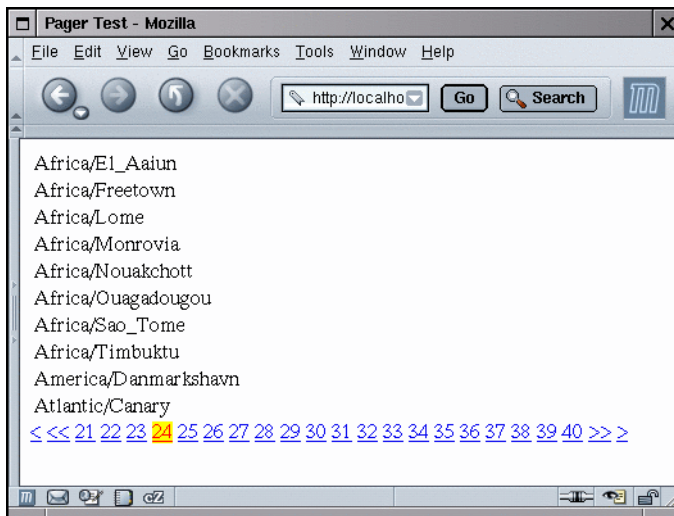 Pager Test - Mozilla
File Edit View Go Bookmarks Tools Window Help
http://localho Go Search
Africa/El_Aaiun
Africa/Freetown
Africa/Lome
Africa/Monrovia
Africa/Nouakchott
Africa/Ouagadougou
Africa/Sao_Tome
Africa/Timbuktu
America/Danmarkshavn
Atlantic/Canary
< << 21 22 23 24 25 26 27 28 29 30 31 32 33 34 35 36 37 38 39 40 >> >